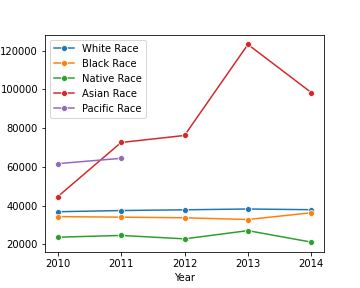 White Race
Black Race
Native Race
Asian Race
Pacific Race
120000
100000
80000
60000
40000
20000
2010 2011 2012 2013 2014
Year